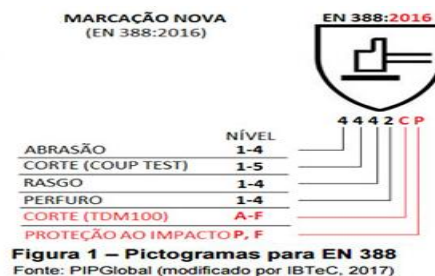 MARCAÇÃO NOVA EN 388:2016
(EN 388:2016)
4 4 4 2 C P
NÍVEL
ABRASÃO 1-4
CORTE (COUP TEST) 1-5
RASGO 1-4
PERFURO 1-4
CORTE (TDM100) A-F
PROTEÇÃO AO IMPACTO P, F
Figura 1 – Pictogramas para EN 388
Fonte: PIPGlobal (modificado por IBTeC, 2017)